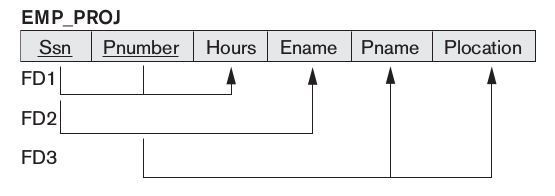 EMP_PROJ
Ssn Pnumber Hours Ename Pname Plocation
FD1
FD2
FD3